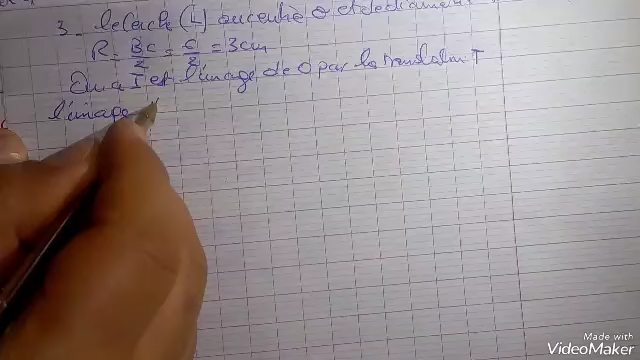 3_ le cercle (L) au centre O et de diamètre
R = BC/2 = 6/2 = 3cm
On a I est l'image de O par la translation T
l'image
Made with
VideoMaker